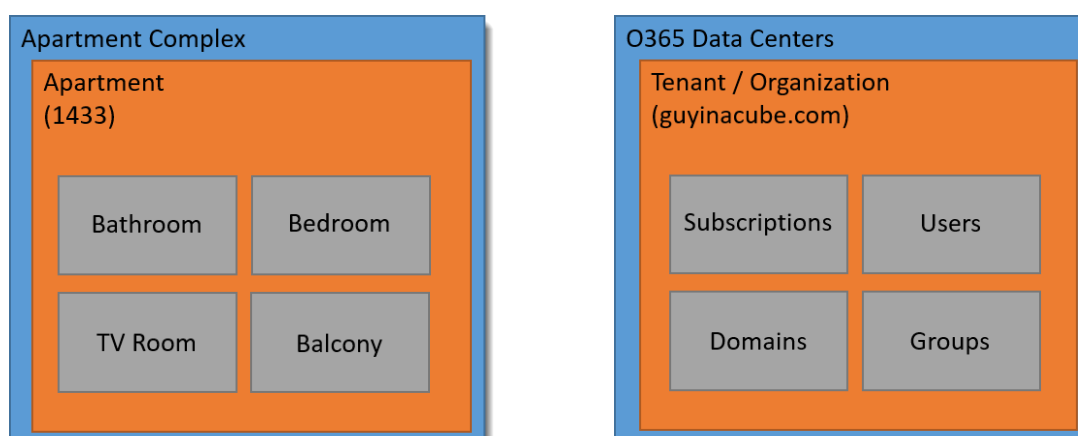 Apartment Complex
Apartment
(1433)
Bathroom
Bedroom
TV Room
Balcony
O365 Data Centers
Tenant / Organization
(guyinacube.com)
Subscriptions
Users
Domains
Groups